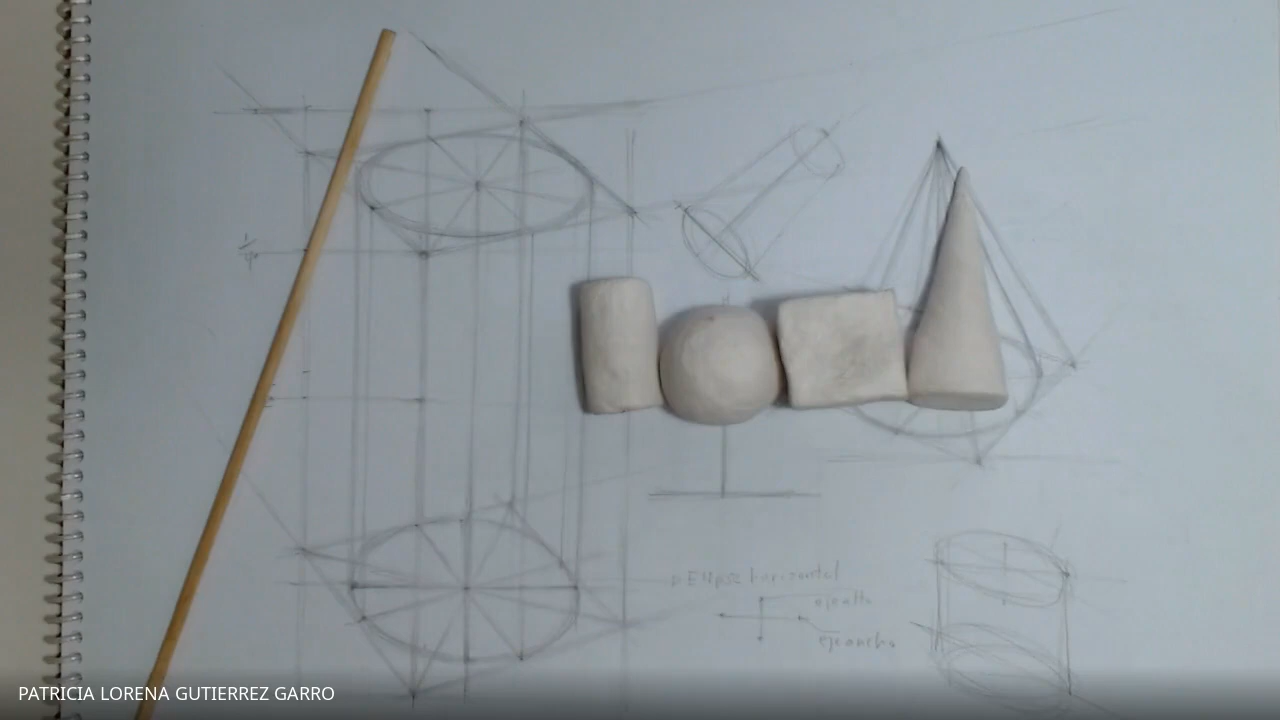 Elipse horizontal
eje alto
eje ancho
PATRICIA LORENA GUTIERREZ GARRO